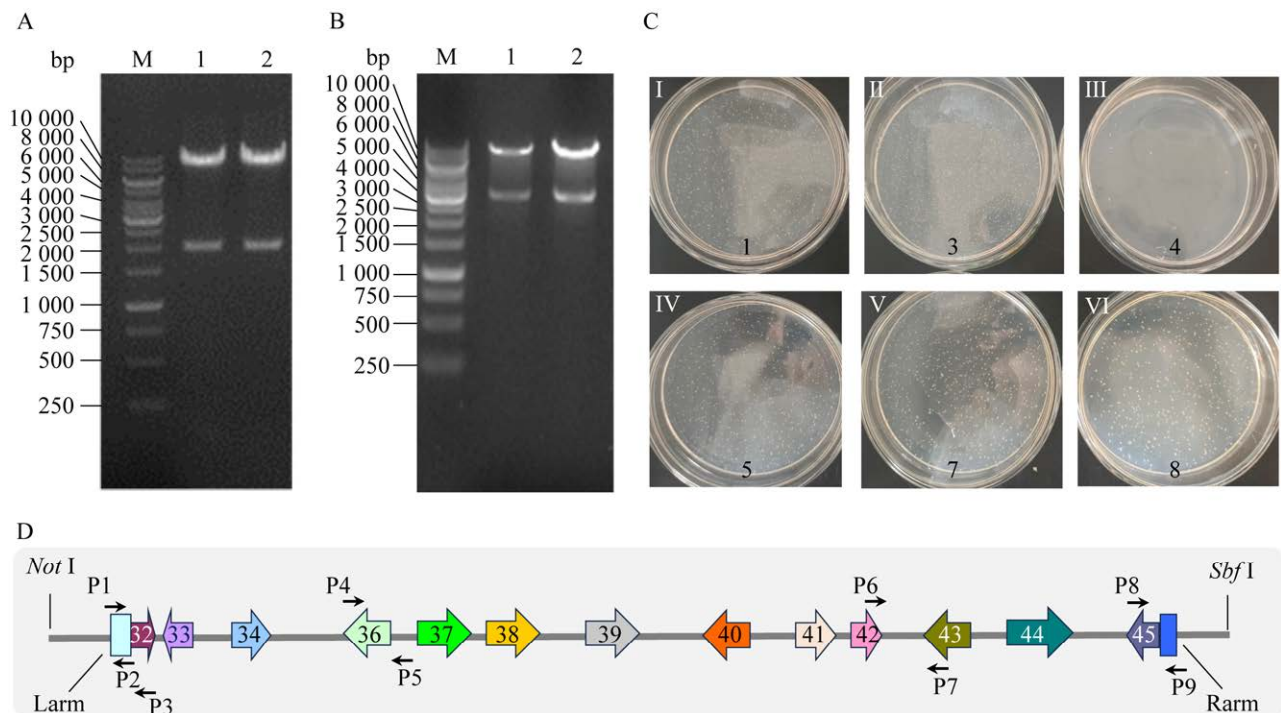 A
bp M 1 2
10 000
8 000
6 000
5 000
4 000
3 000
2 500
2 000
1 500
1 000
750
500
250
B
bp M 1 2
10 000
8 000
6 000
5 000
4 000
3 000
2 500
2 000
1 500
1 000
750
500
250
C
I II III
1 3 4
IV V VI
5 7 8
D
Not I Sbf I
P1 P4 P6 P8
32 33 34 36 37 38 39 40 41 42 43 44 45
P2 P5 P7 P9
Larm P3 Rarm